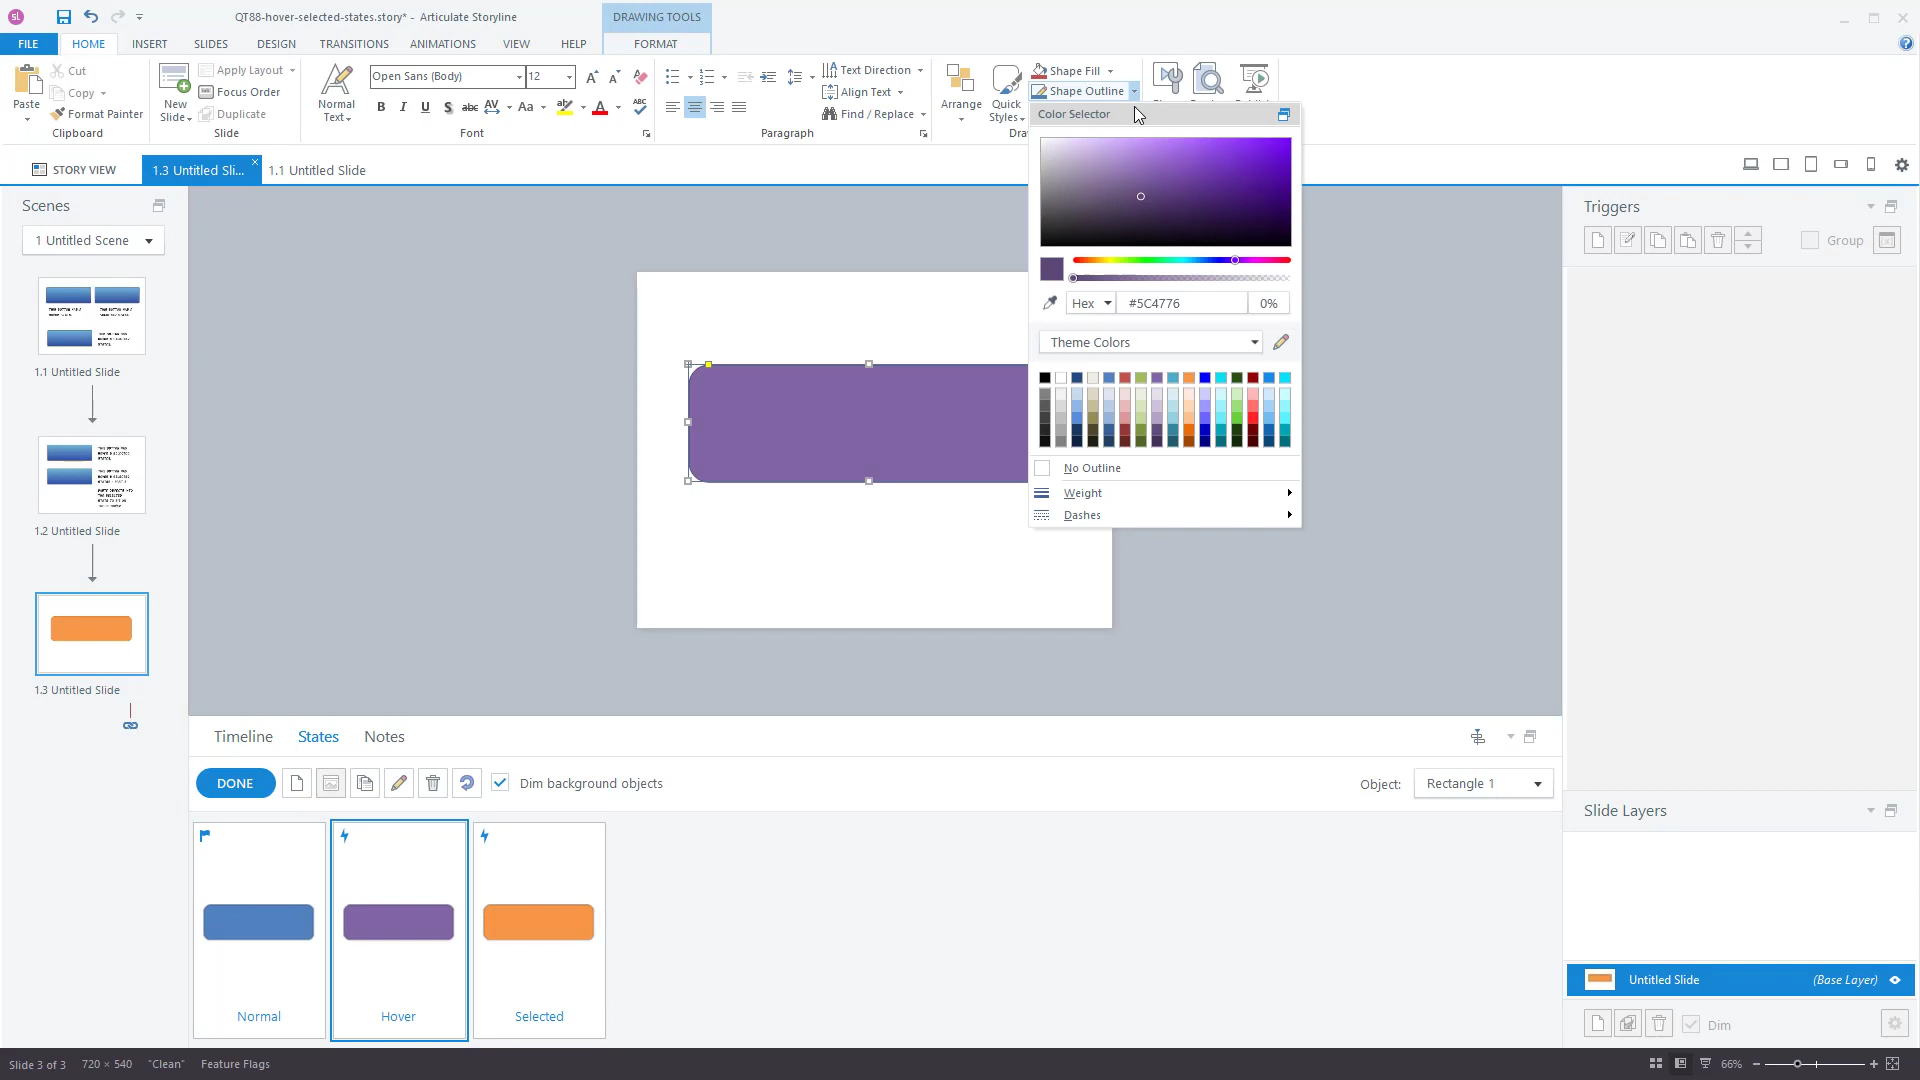 QT88-hover-selected-states.story* - Articulate Storyline
DRAWING TOOLS
FILE HOME INSERT SLIDES DESIGN TRANSITIONS ANIMATIONS VIEW HELP FORMAT
Paste
Cut
Copy
Format Painter
Clipboard
New
Slide
Apply Layout
Focus Order
Duplicate
Slide
Normal
Text
Open Sans (Body) 12
B I U S abc AV Aa A ABC
Font
Text Direction
Align Text
Find / Replace
Paragraph
Arrange
Quick
Styles
Shape Fill
Shape Outline
Color Selector
Hex #5C4776 0%
Theme Colors
No Outline
Weight
Dashes
STORY VIEW
1.3 Untitled Sli...
1.1 Untitled Slide
Scenes
1 Untitled Scene
1.1 Untitled Slide
1.2 Untitled Slide
1.3 Untitled Slide
Triggers
Group
Timeline States Notes
DONE
Dim background objects
Object: Rectangle 1
Normal
Hover
Selected
Slide Layers
Untitled Slide (Base Layer)
Dim
Slide 3 of 3 720 × 540 "Clean" Feature Flags
66%